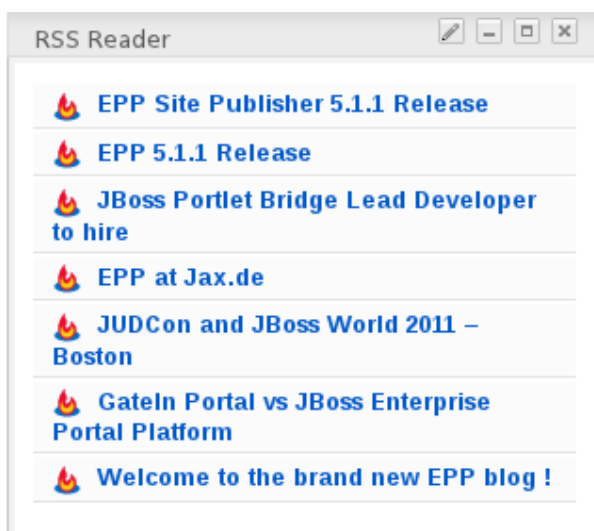 RSS Reader
EPP Site Publisher 5.1.1 Release
EPP 5.1.1 Release
JBoss Portlet Bridge Lead Developer
to hire
EPP at Jax.de
JUDCon and JBoss World 2011 –
Boston
GateIn Portal vs JBoss Enterprise
Portal Platform
Welcome to the brand new EPP blog !